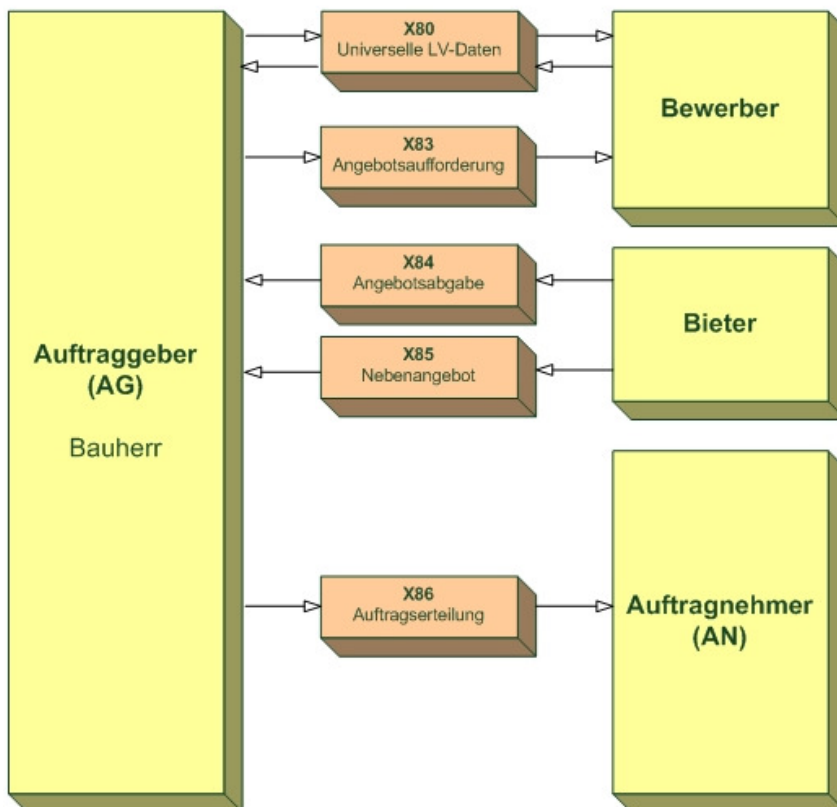 X80
Universelle LV-Daten
Bewerber
X83
Angebotsaufforderung
X84
Angebotsabgabe
Bieter
X85
Nebenangebot
Auftraggeber
(AG)
Bauherr
X86
Auftragserteilung
Auftragnehmer
(AN)